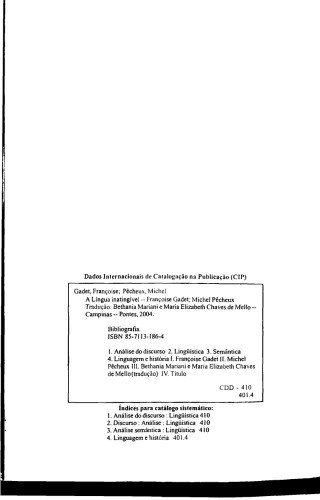 Dados Internacionais de Catalogação na Publicação (CIP)
Gadet, Françoise; Pêcheux, Michel
A Língua inatingível -- Françoise Gadet; Michel Pêcheux
Tradução: Bethania Mariani e Maria Elizabeth Chaves de Mello --
Campinas -- Pontes, 2004.
Bibliografia.
ISBN 85-7113-186-4
1. Análise do discurso 2. Lingüística 3. Semântica
4. Linguagem e história I. Françoise Gadet II. Michel
Pêcheux III. Bethania Mariani e Maria Elizabeth Chaves
de Mello (tradução) IV. Título
CDD - 410
401.4
Índices para catálogo sistemático:
1. Análise do discurso : Lingüística 410
2. Discurso : Análise : Lingüística 410
3. Análise semântica : Lingüística 410
4. Linguagem e história 401.4